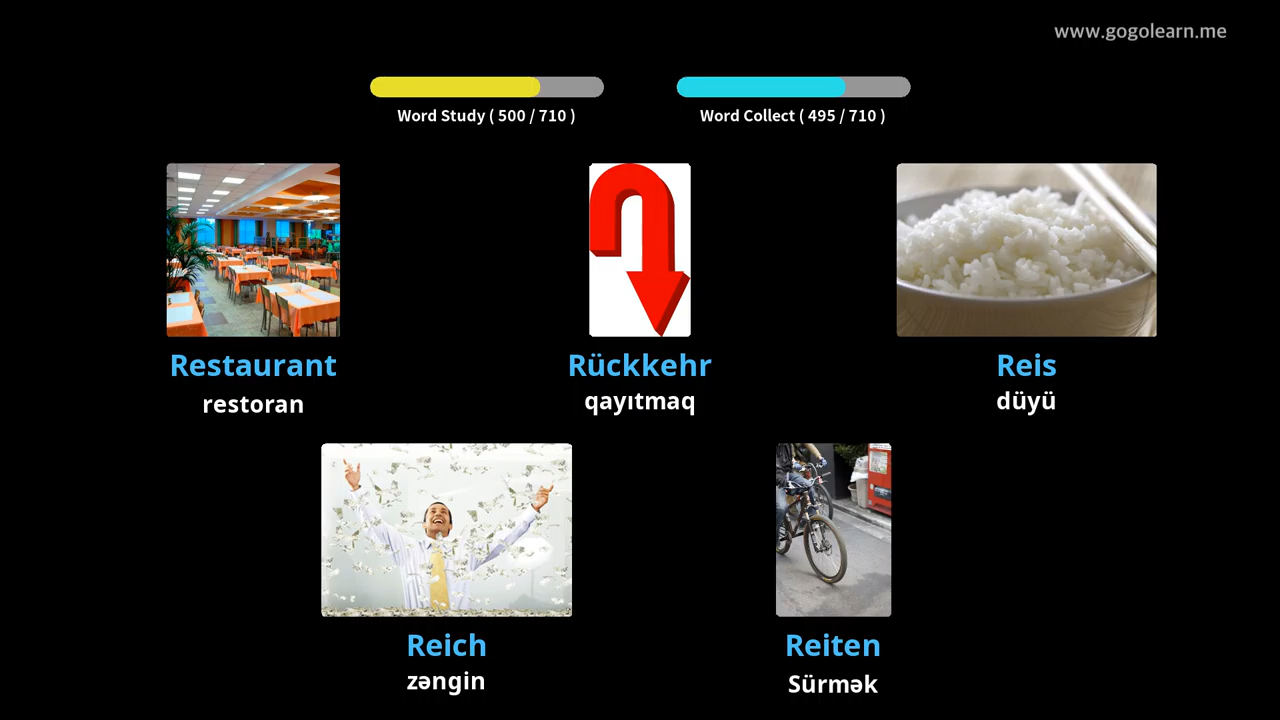 www.gogolearn.me
Word Study ( 500 / 710 )
Word Collect ( 495 / 710 )
Restaurant
restoran
Rückkehr
qayıtmaq
Reis
düyü
Reich
zəngin
Reiten
Sürmək